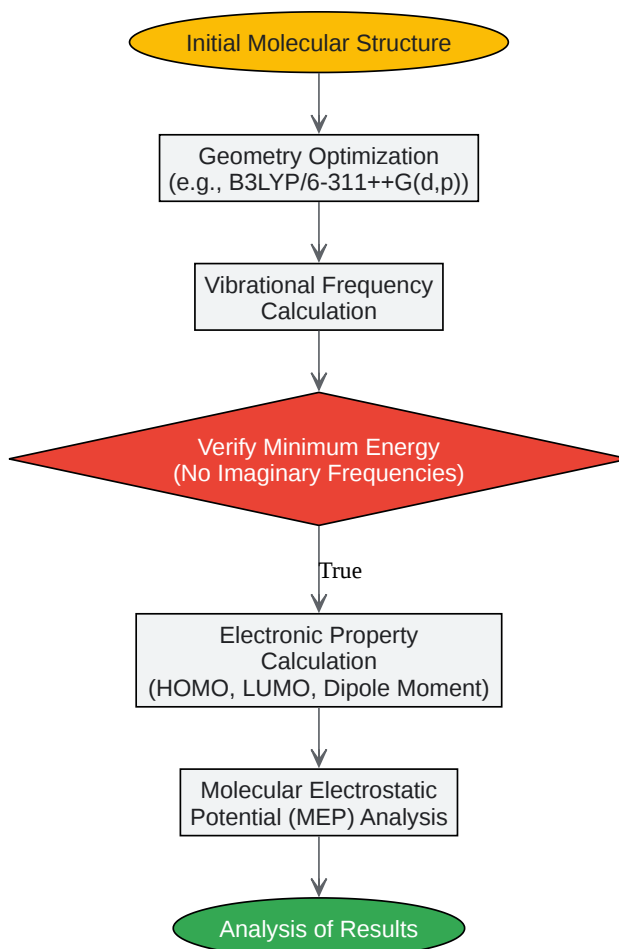 Initial Molecular Structure
Geometry Optimization
(e.g., B3LYP/6-311++G(d,p))
Vibrational Frequency
Calculation
Verify Minimum Energy
(No Imaginary Frequencies)
True
Electronic Property
Calculation
(HOMO, LUMO, Dipole Moment)
Molecular Electrostatic
Potential (MEP) Analysis
Analysis of Results